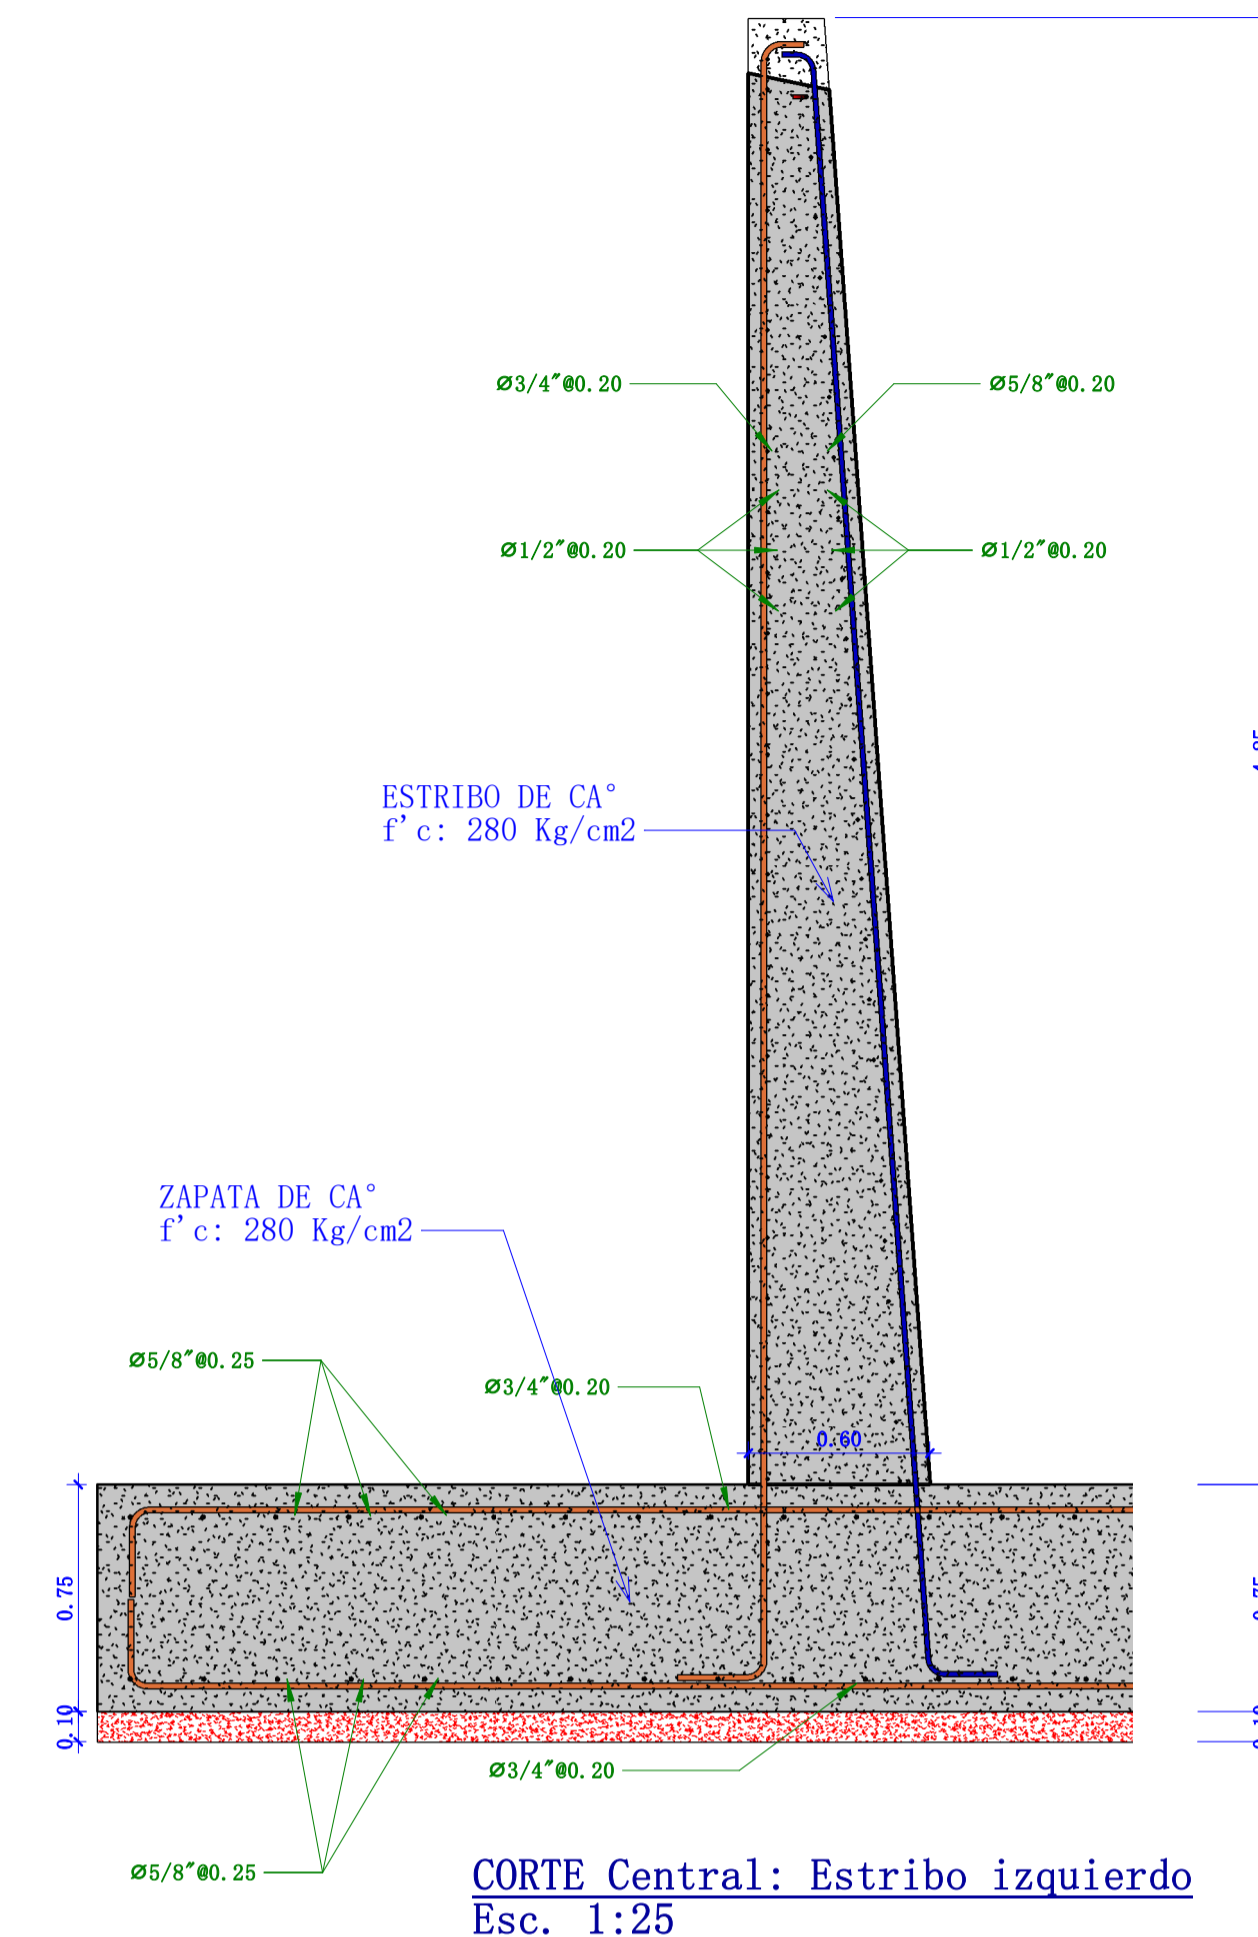 Ø3/4"@0.20
Ø5/8"@0.20
Ø1/2"@0.20
Ø1/2"@0.20
ESTRIBO DE CA°
f'c: 280 Kg/cm2
ZAPATA DE CA°
f'c: 280 Kg/cm2
Ø5/8"@0.25
Ø3/4"@0.20
0.60
0.75
0.10
Ø3/4"@0.20
Ø5/8"@0.25
CORTE Central: Estribo izquierdo
Esc. 1:25